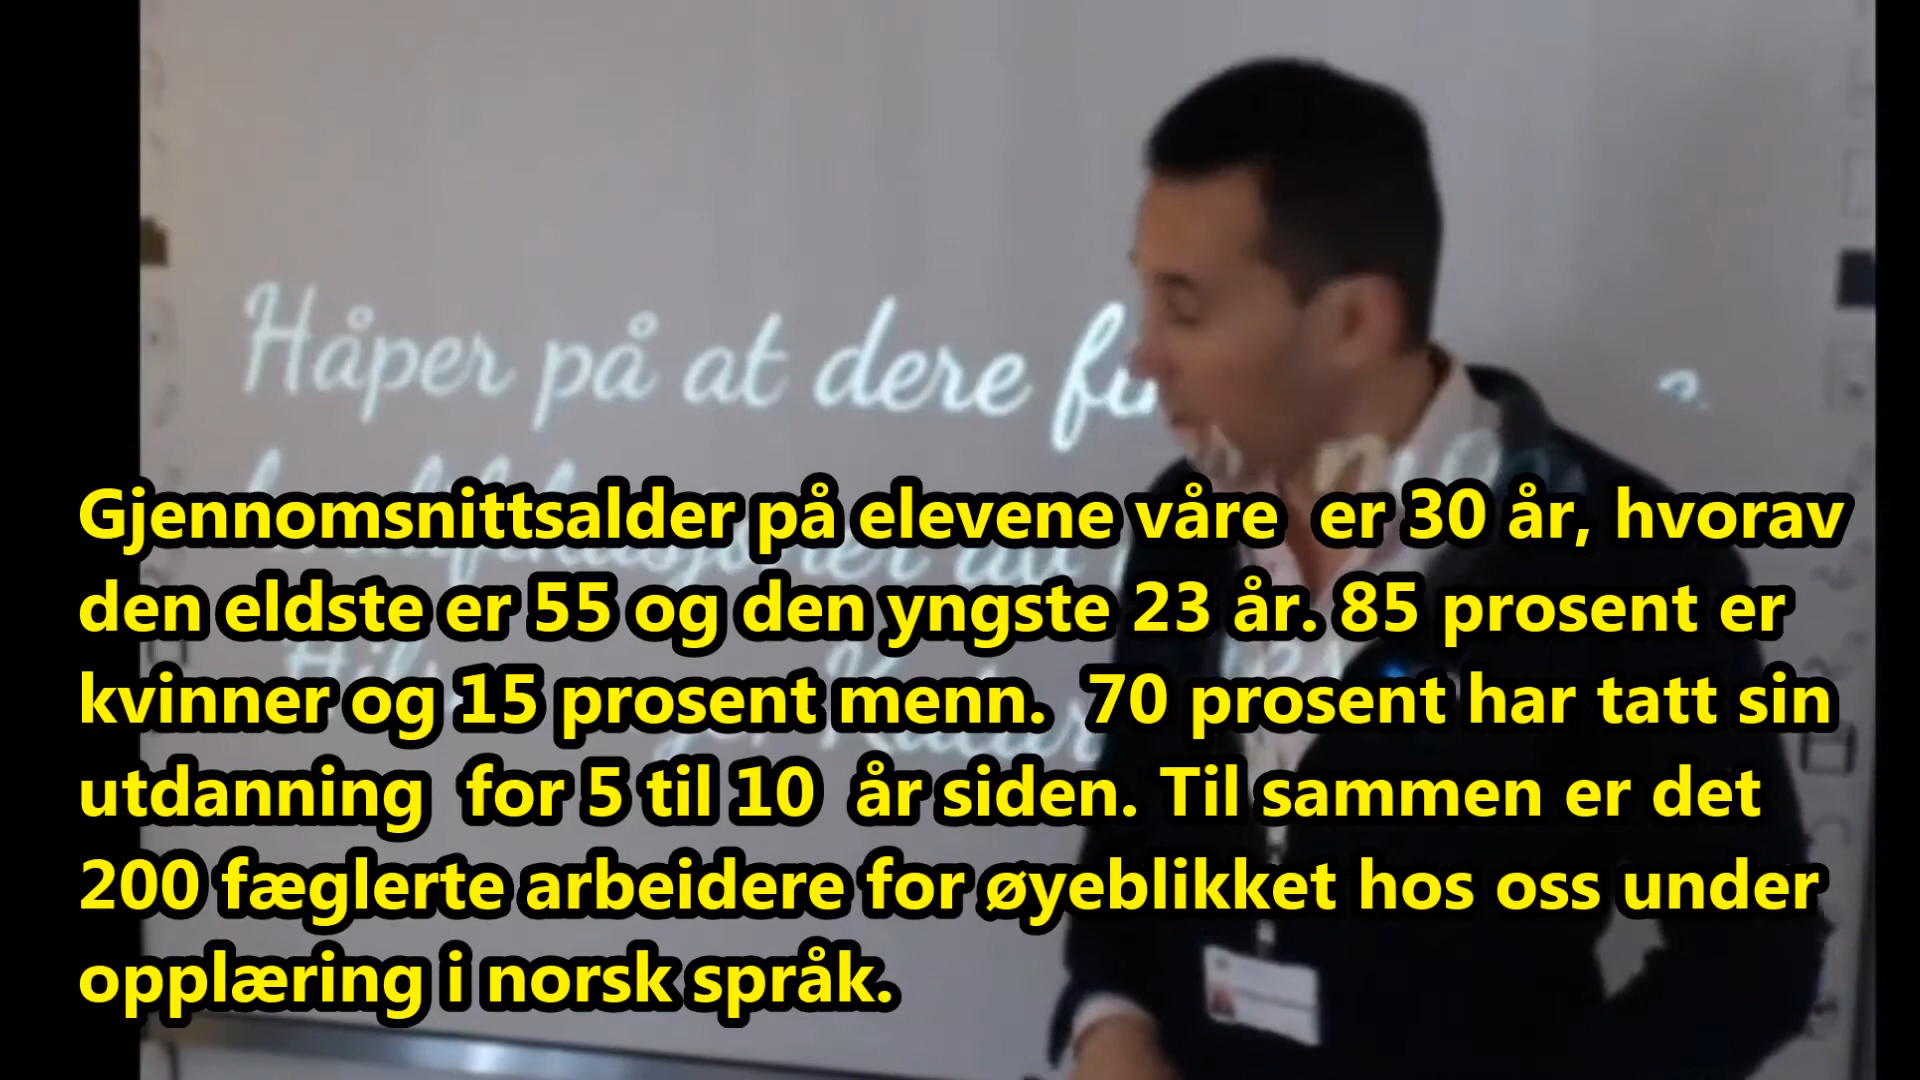 Håper på at dere
Gjennomsnittsalder på elevene våre er 30 år, hvorav
den eldste er 55 og den yngste 23 år. 85 prosent er
kvinner og 15 prosent menn. 70 prosent har tatt sin
utdanning for 5 til 10 år siden. Til sammen er det
200 fæglerte arbeidere for øyeblikket hos oss under
opplæring i norsk språk.